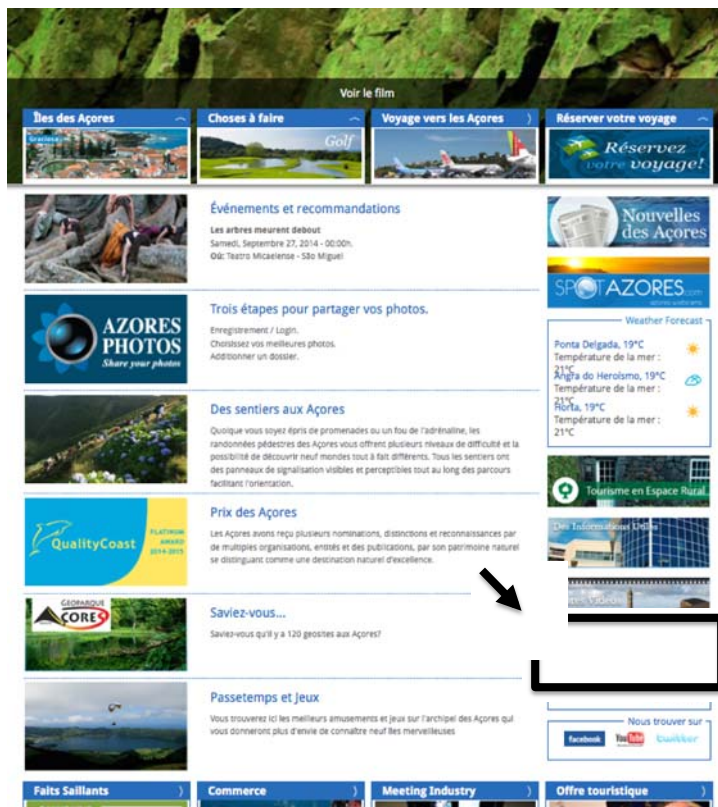 Voir le film
Îles des Açores
Choses à faire
Voyage vers les Açores
Réserver votre voyage
Graciosa
Golf
Réservez
votre voyage!
Événements et recommandations
Les arbres meurent debout
Samedi, Septembre 27, 2014 - 00:00h.
Où: Teatro Micaelense - São Miguel
AZORES
PHOTOS
Share your photos
Trois étapes pour partager vos photos.
Enregistrement / Login.
Choisissez vos meilleures photos.
Additionner un dossier.
Des sentiers aux Açores
Quoique vous soyez épris de promenades ou un fou de l'adrénaline, les
randonnées pédestres des Açores vous offrent plusieurs niveaux de difficulté et la
possibilité de découvrir neuf mondes tout à fait différents. Tous les sentiers ont
des panneaux de signalisation visibles et perceptibles tout au long des parcours
facilitant l'orientation.
QualityCoast
PLATINUM
AWARD
2014-2015
Prix des Açores
Les Açores avons reçu plusieurs nominations, distinctions et reconnaissances par
de multiples organisations, entités et des publications, par son patrimoine naturel
se distinguant comme une destination naturel d'excellence.
GEOPARQUE
AÇORES
Saviez-vous...
Saviez-vous qu'il y a 120 geosites aux Açores?
Passetemps et Jeux
Vous trouverez ici les meilleurs amusements et jeux sur l'archipel des Açores qui
vous donneront plus d'envie de connaître neuf îles merveilleuses
Nouvelles
des Açores
SPOTAZORES.com
azores webcams
Weather Forecast
Ponta Delgada, 19°C
Température de la mer :
21°C
Angra do Heroísmo, 19°C
Température de la mer :
21°C
Horta, 19°C
Température de la mer :
21°C
Tourisme en Espace Rural
Des Informations Utiles
Vidéos
Nous trouver sur
facebook
YouTube
twitter
Faits Saillants
Commerce
Meeting Industry
Offre touristique